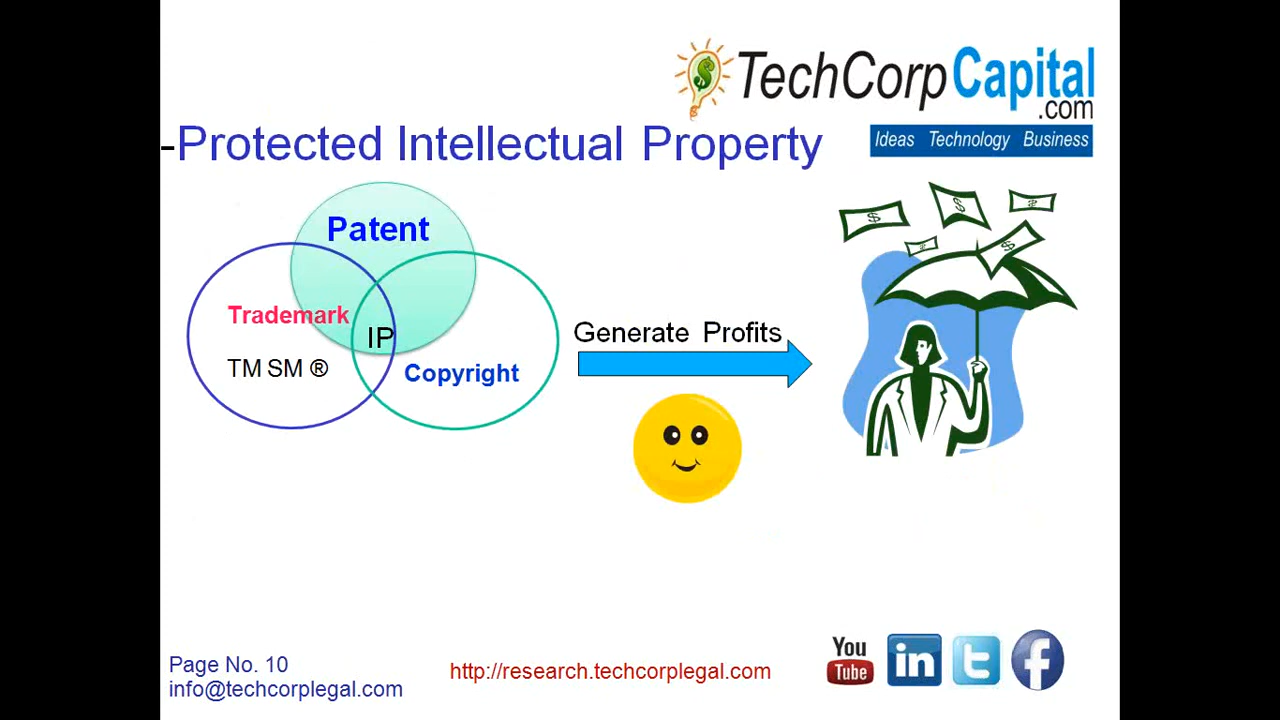 TechCorpCapital
.com
Ideas Technology Business
-Protected Intellectual Property
Patent
Trademark
IP
TM SM ®
Copyright
Generate Profits
You
Tube
in
Page No. 10
info@techcorplegal.com
http://research.techcorplegal.com